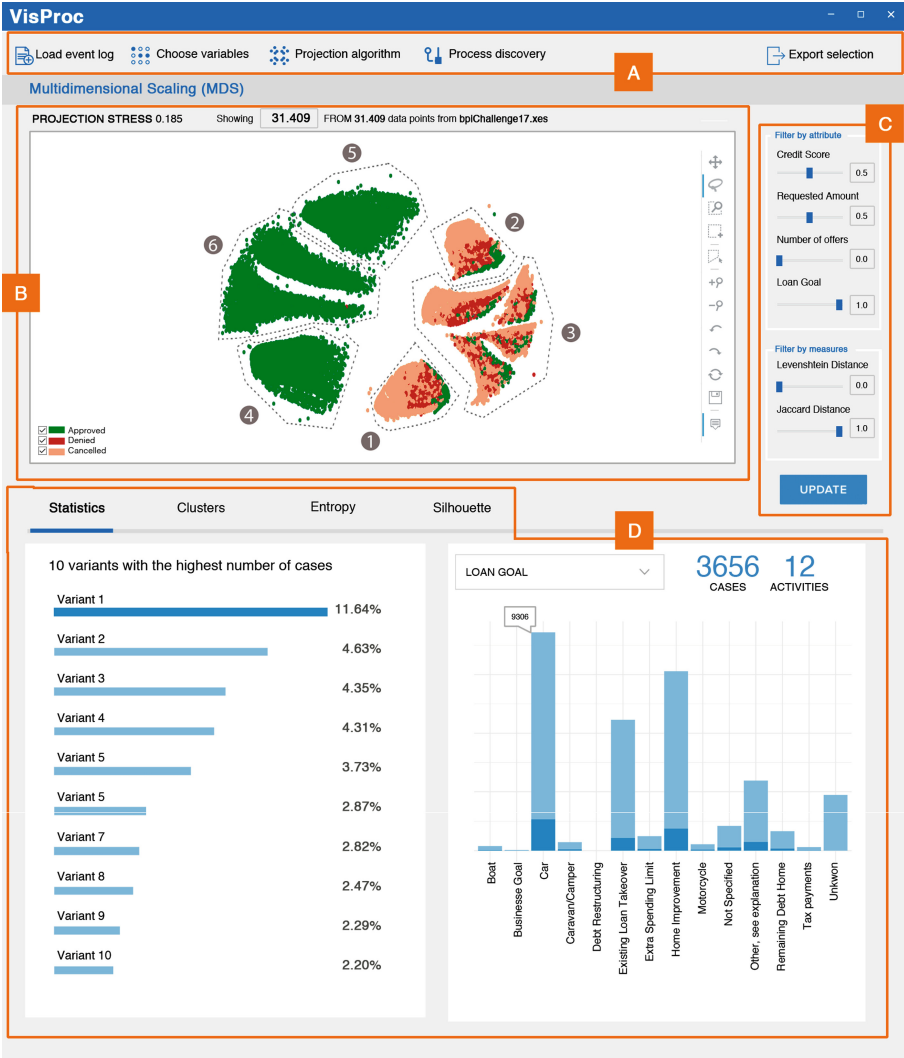 VisProc
Load event log
Choose variables
Projection algorithm
Process discovery
Export selection
A
Multidimensional Scaling (MDS)
PROJECTION STRESS 0.185
Showing 31.409 FROM 31.409 data points from bpiChallenge17.xes
B
1
2
3
4
5
6
Approved
Denied
Cancelled
C
Filter by attribute
Credit Score
0.5
Requested Amount
0.5
Number of offers
0.0
Loan Goal
1.0
Filter by measures
Levenshtein Distance
0.0
Jaccard Distance
1.0
UPDATE
Statistics
Clusters
Entropy
Silhouette
D
10 variants with the highest number of cases
Variant 1
11.64%
Variant 2
4.63%
Variant 3
4.35%
Variant 4
4.31%
Variant 5
3.73%
Variant 5
2.87%
Variant 7
2.82%
Variant 8
2.47%
Variant 9
2.29%
Variant 10
2.20%
LOAN GOAL
3656
CASES
12
ACTIVITIES
9306
Boat
Businesse Goal
Car
Caravan/Camper
Debt Restructuring
Existing Loan Takeover
Extra Spending Limit
Home Improvement
Motorcycle
Not Specified
Other, see explanation
Remaining Debt Home
Tax payments
Unkwon